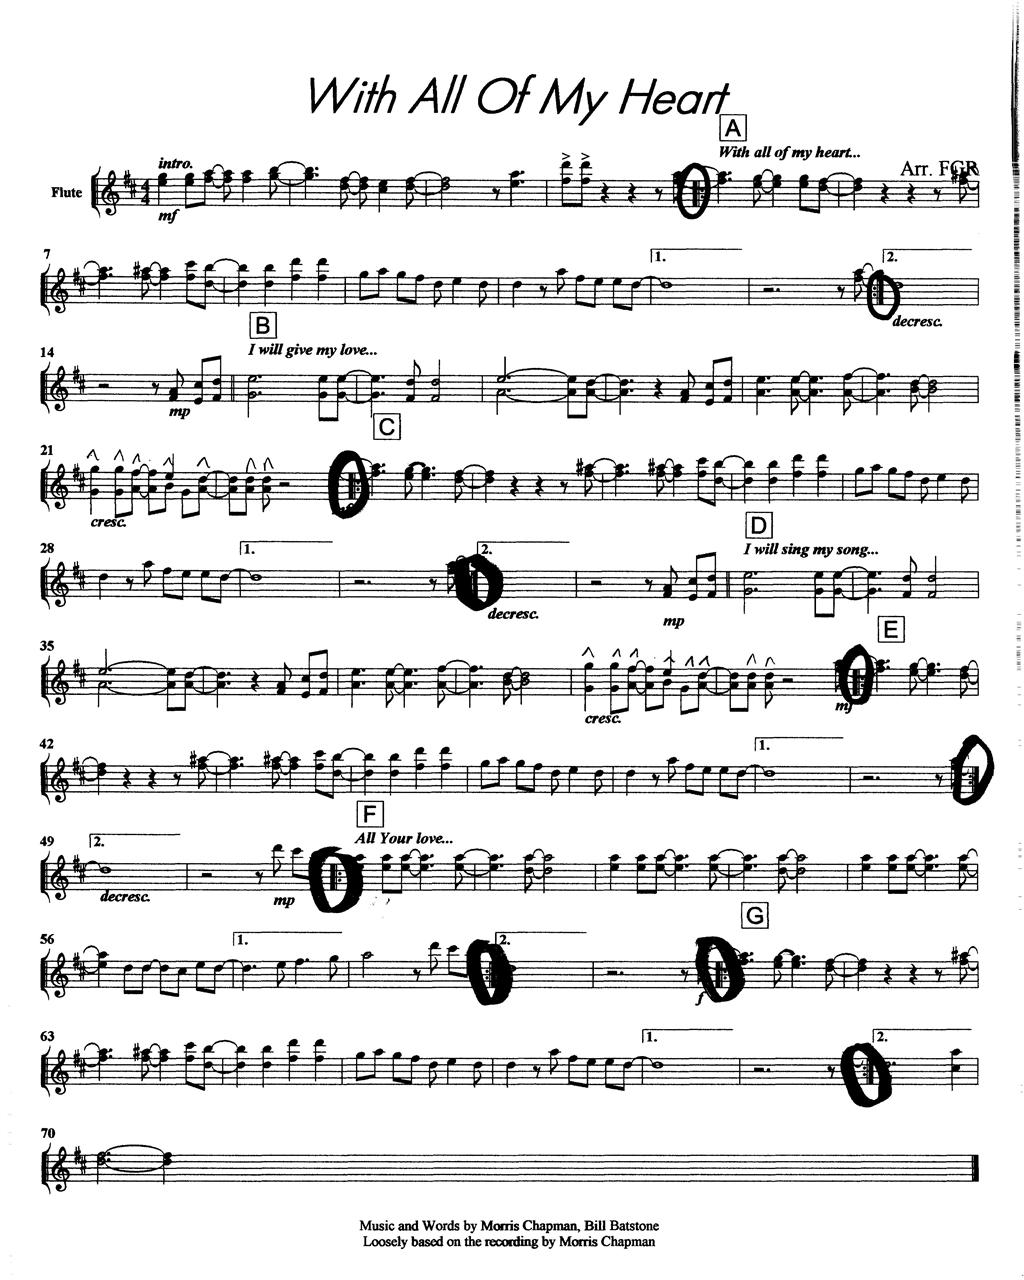 With All Of My Heart
A
With all of my heart...
intro.
Arr. FGR
Flute
mf
7
1.
2.
decresc.
B
14
I will give my love...
mp
C
21
cresc.
D
28
1.
2.
I will sing my song...
decresc.
mp
E
35
cresc.
mf
42
1.
F
49
2.
All Your love...
decresc.
mp
G
56
1.
2.
f
63
1.
2.
70
Music and Words by Morris Chapman, Bill Batstone
Loosely based on the recording by Morris Chapman